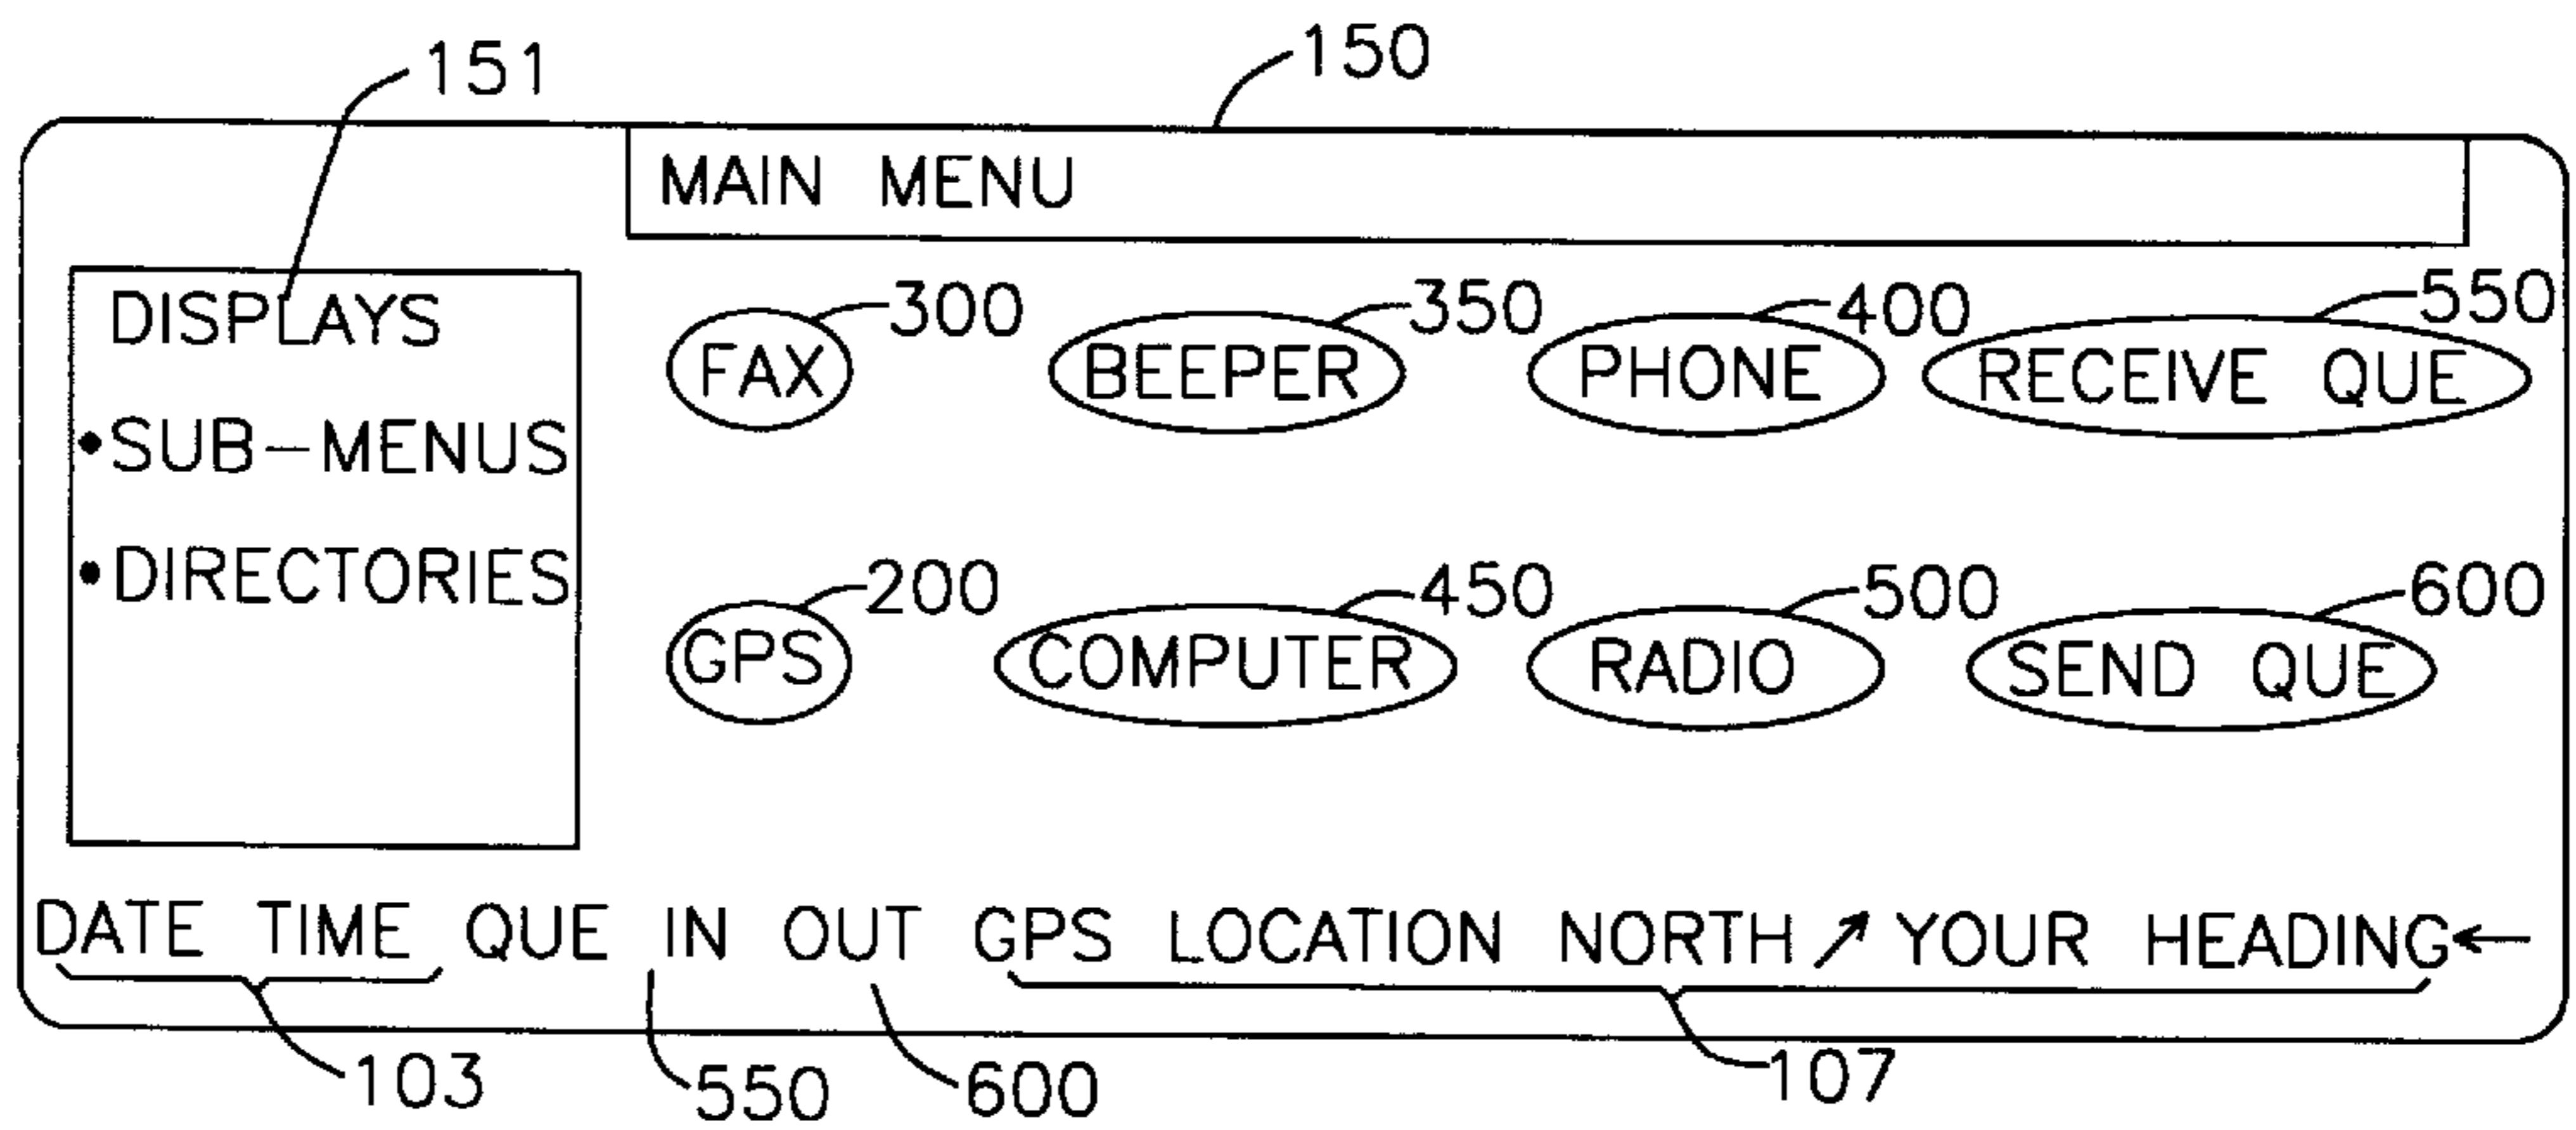 151 150
MAIN MENU
DISPLAYS
•SUB-MENUS
•DIRECTORIES
300 350 400 550
FAX BEEPER PHONE RECEIVE QUE
200 450 500 600
GPS COMPUTER RADIO SEND QUE
DATE TIME QUE IN OUT GPS LOCATION NORTH ↗ YOUR HEADING←
103 550 600 107